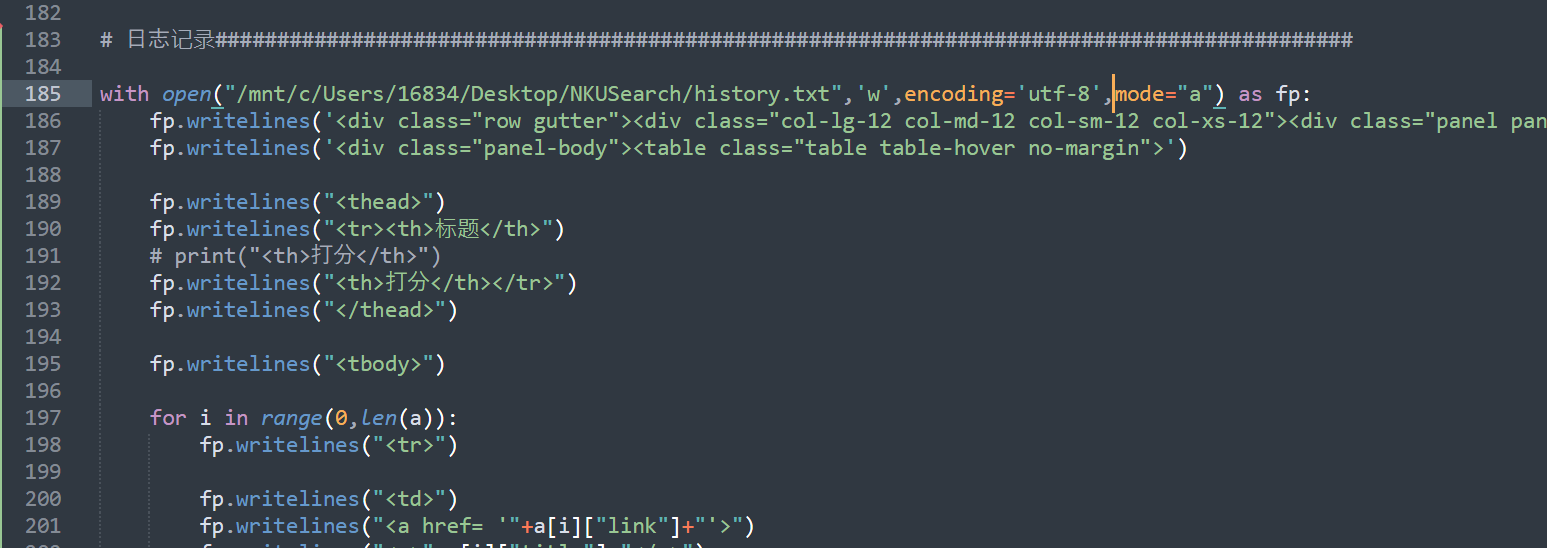 182
183 # 日志记录############################################################################################
184
185 with open("/mnt/c/Users/16834/Desktop/NKUSearch/history.txt",'w',encoding='utf-8',mode="a") as fp:
186 fp.writelines('<div class="row gutter"><div class="col-lg-12 col-md-12 col-sm-12 col-xs-12"><div class="panel pan
187 fp.writelines('<div class="panel-body"><table class="table table-hover no-margin">')
188
189 fp.writelines("<thead>")
190 fp.writelines("<tr><th>标题</th>")
191 # print("<th>打分</th>")
192 fp.writelines("<th>打分</th></tr>")
193 fp.writelines("</thead>")
194
195 fp.writelines("<tbody>")
196
197 for i in range(0,len(a)):
198 fp.writelines("<tr>")
199
200 fp.writelines("<td>")
201 fp.writelines("<a href= '"+a[i]["link"]+"'>")